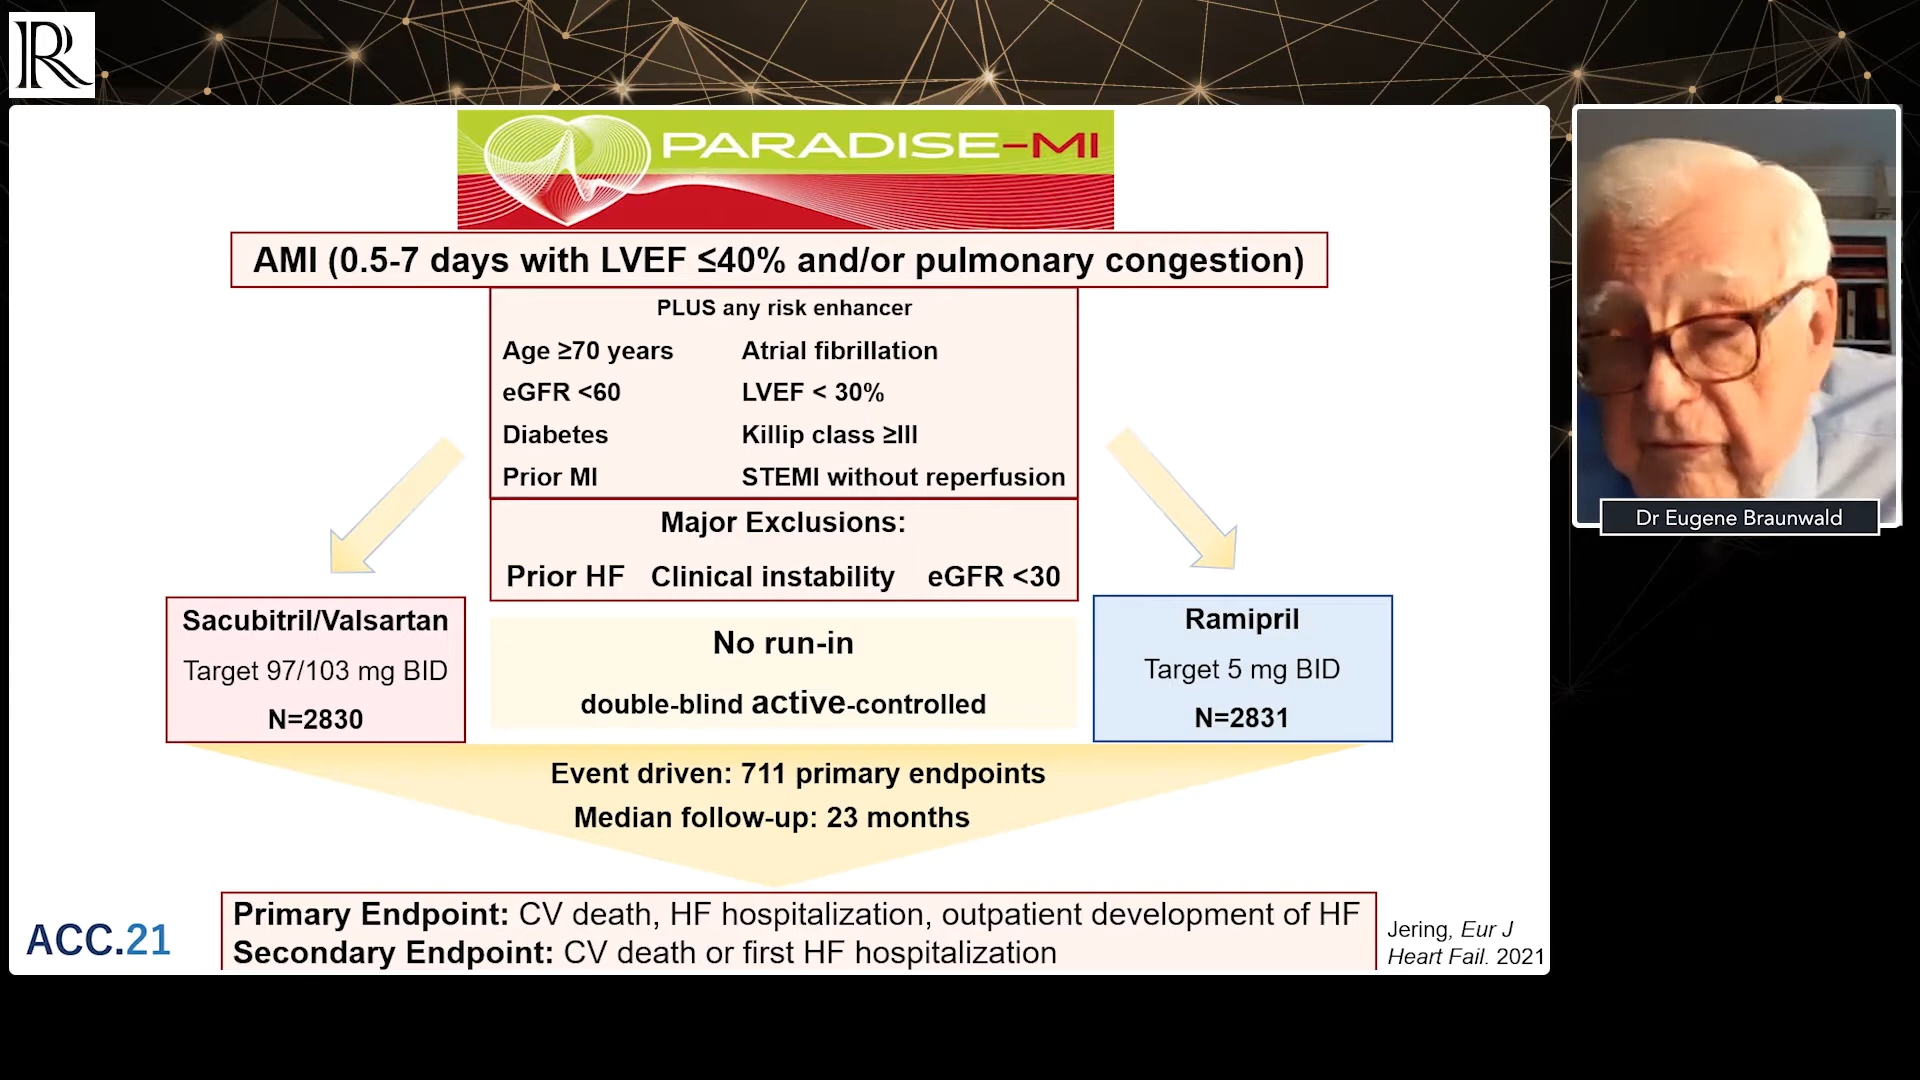 R
PARADISE-MI
AMI (0.5-7 days with LVEF ≤40% and/or pulmonary congestion)
PLUS any risk enhancer
Age ≥70 years Atrial fibrillation
eGFR <60 LVEF < 30%
Diabetes Killip class ≥III
Prior MI STEMI without reperfusion
Major Exclusions:
Prior HF Clinical instability eGFR <30
Sacubitril/Valsartan
Target 97/103 mg BID
N=2830
No run-in
double-blind active-controlled
Ramipril
Target 5 mg BID
N=2831
Event driven: 711 primary endpoints
Median follow-up: 23 months
Primary Endpoint: CV death, HF hospitalization, outpatient development of HF
Secondary Endpoint: CV death or first HF hospitalization
ACC.21
Jering, Eur J
Heart Fail. 2021
Dr Eugene Braunwald